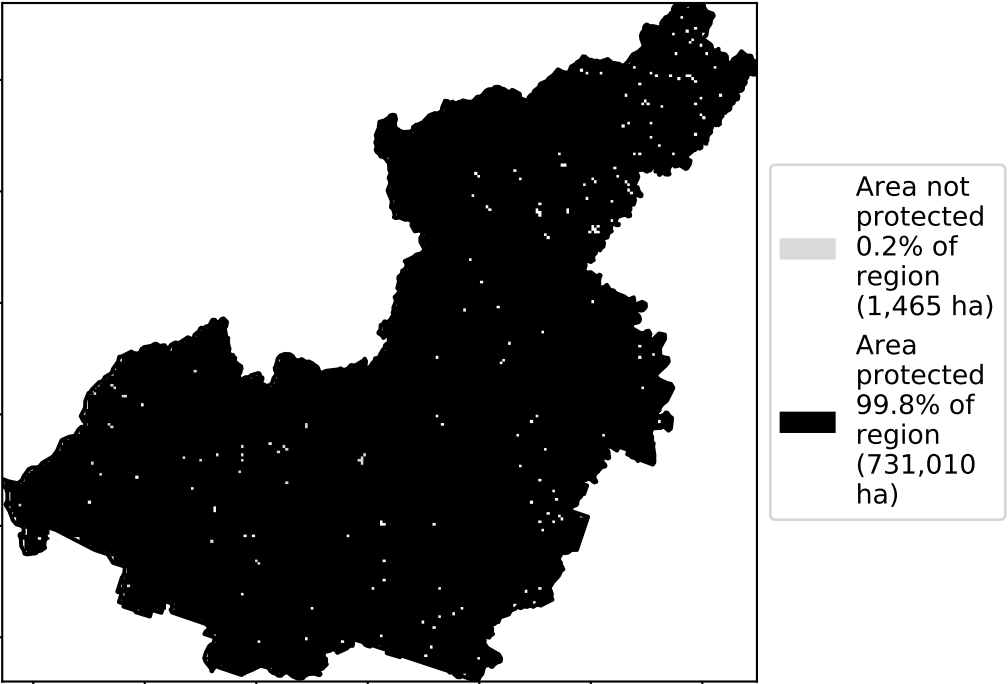 Area not
protected
0.2% of
region
(1,465 ha)
Area
protected
99.8% of
region
(731,010
ha)